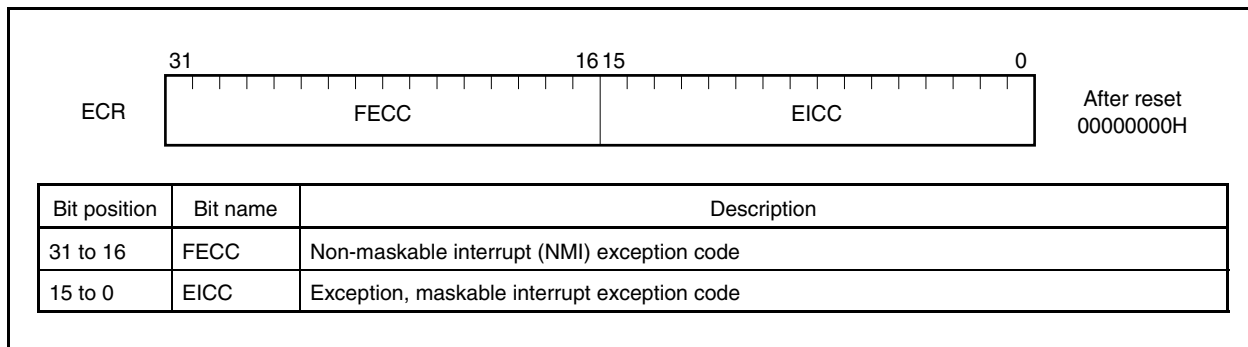 31 16 15 0
ECR FECC EICC After reset
00000000H
Bit position Bit name Description
31 to 16 FECC Non-maskable interrupt (NMI) exception code
15 to 0 EICC Exception, maskable interrupt exception code